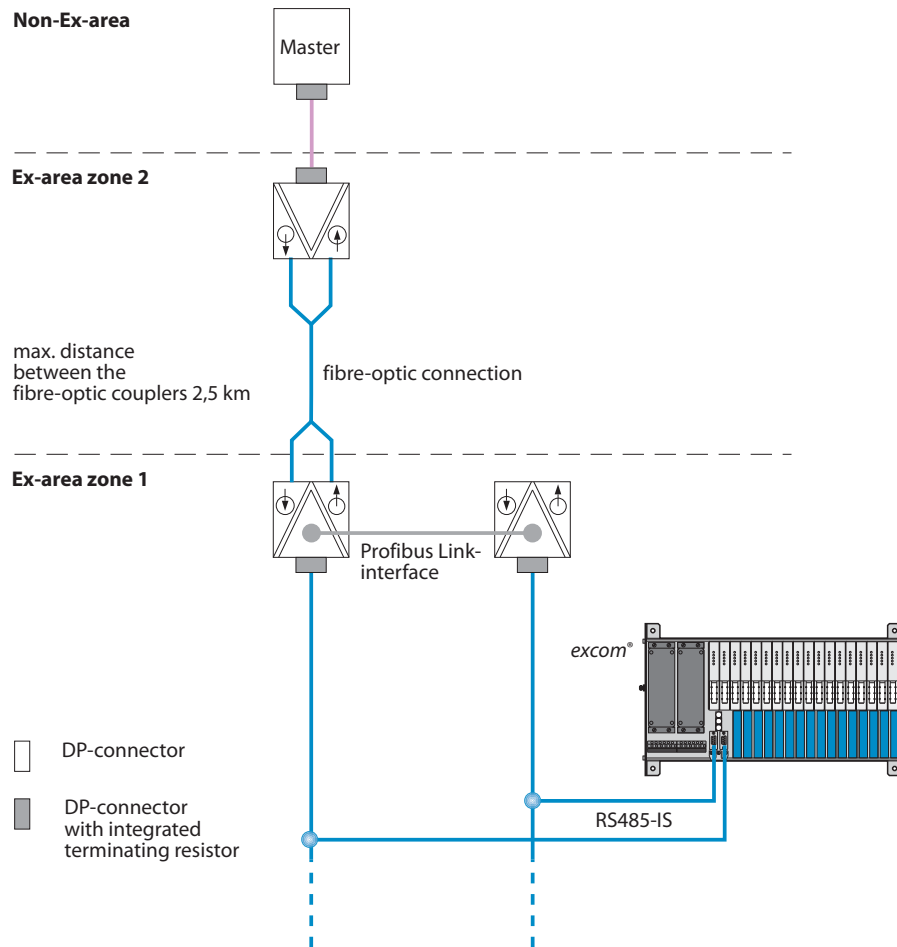 Non-Ex-area
Master
Ex-area zone 2
max. distance
between the
fibre-optic couplers 2,5 km
fibre-optic connection
Ex-area zone 1
Profibus Link-
interface
excom®
DP-connector
DP-connector
with integrated
terminating resistor
RS485-IS